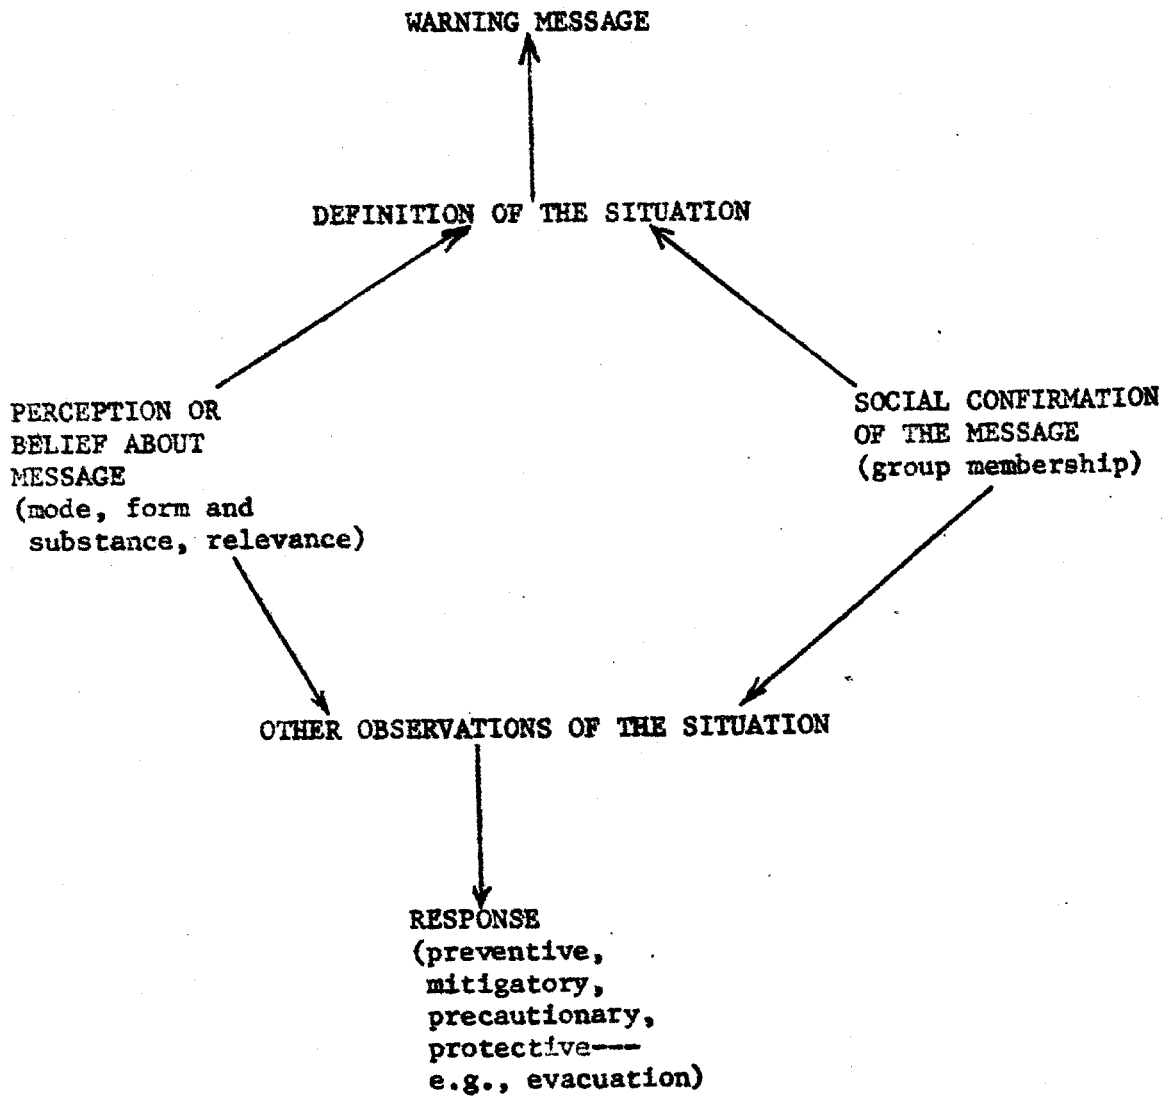 WARNING MESSAGE
DEFINITION OF THE SITUATION
PERCEPTION OR
BELIEF ABOUT
MESSAGE
(mode, form and
substance, relevance)
SOCIAL CONFIRMATION
OF THE MESSAGE
(group membership)
OTHER OBSERVATIONS OF THE SITUATION
RESPONSE
(preventive,
mitigatory,
precautionary,
protective---
e.g., evacuation)